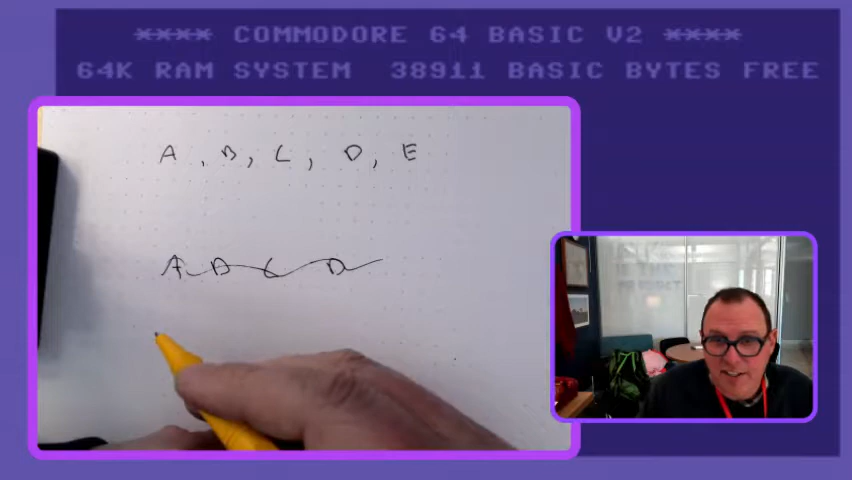 **** COMMODORE 64 BASIC V2 ****
64K RAM SYSTEM 38911 BASIC BYTES FREE
A , B, C, D, E
A B C D